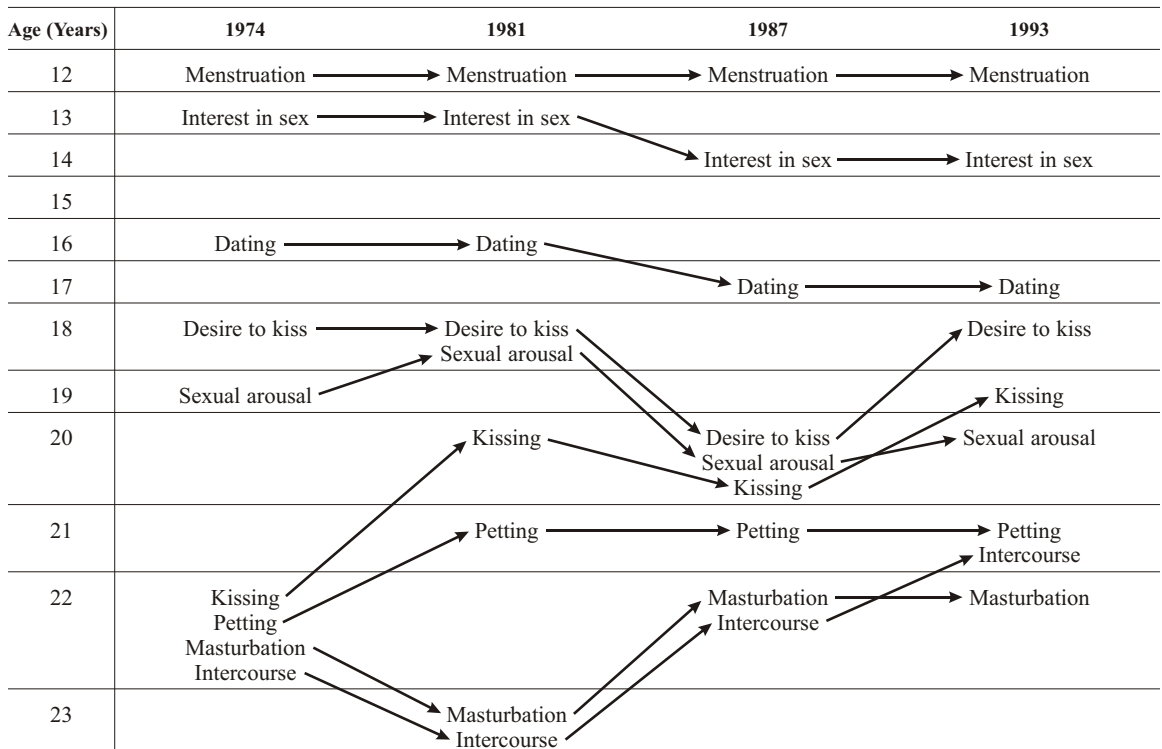 Age (Years) 1974 1981 1987 1993
12 Menstruation Menstruation Menstruation Menstruation
13 Interest in sex Interest in sex
14 Interest in sex Interest in sex
15
16 Dating Dating
17 Dating Dating
18 Desire to kiss Desire to kiss Desire to kiss
Sexual arousal
19 Sexual arousal Kissing
20 Kissing Desire to kiss Sexual arousal
Sexual arousal
Kissing
21 Petting Petting Petting
Intercourse
22 Kissing Masturbation Masturbation
Petting Intercourse
Masturbation
Intercourse
23 Masturbation
Intercourse